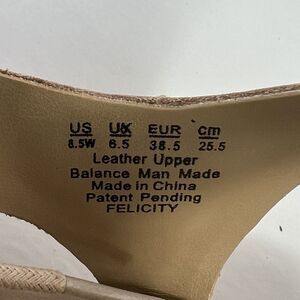 US UK EUR cm
8.5W 6.5 38.5 25.5
Leather Upper
Balance Man Made
Made in China
Patent Pending
FELICITY